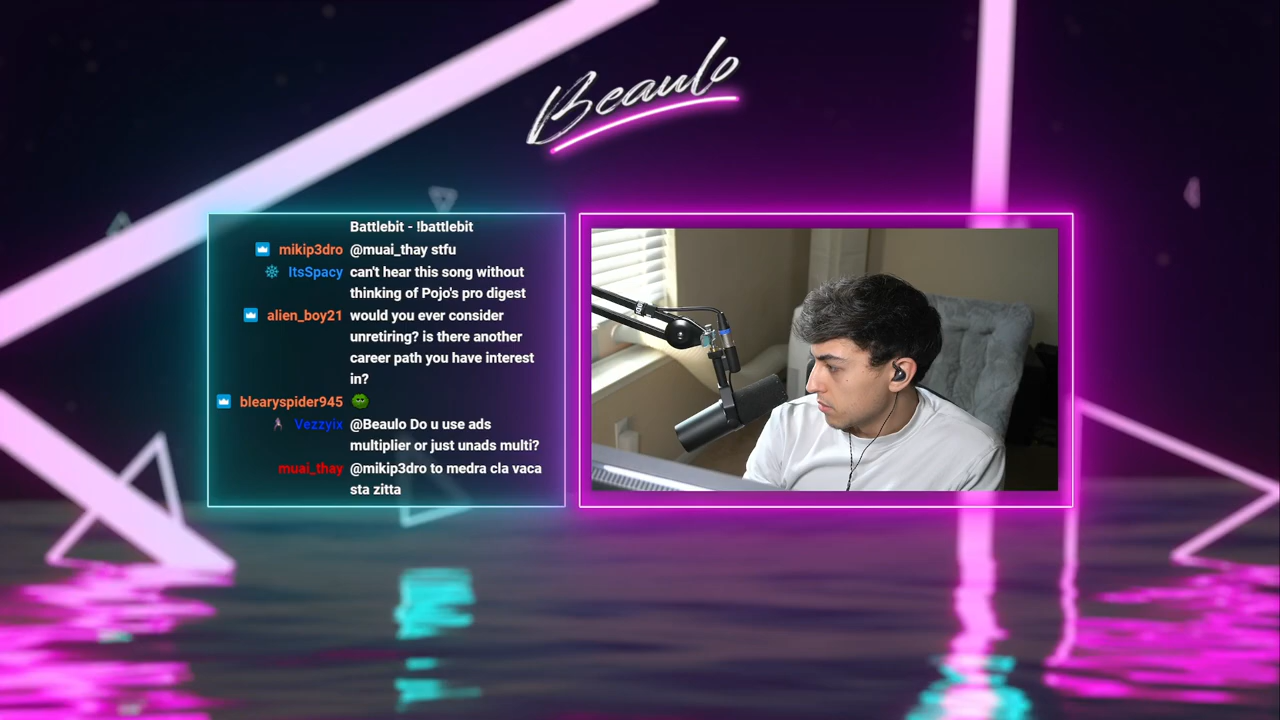 Beaulo
Battlebit - !battlebit
mikip3dro @muai_thay stfu
ItsSpacy can't hear this song without
thinking of Pojo's pro digest
alien_boy21 would you ever consider
unretiring? is there another
career path you have interest
in?
blearyspider945
Vezzyix @Beaulo Do u use ads
multiplier or just unads multi?
muai_thay @mikip3dro to medra cla vaca
sta zitta